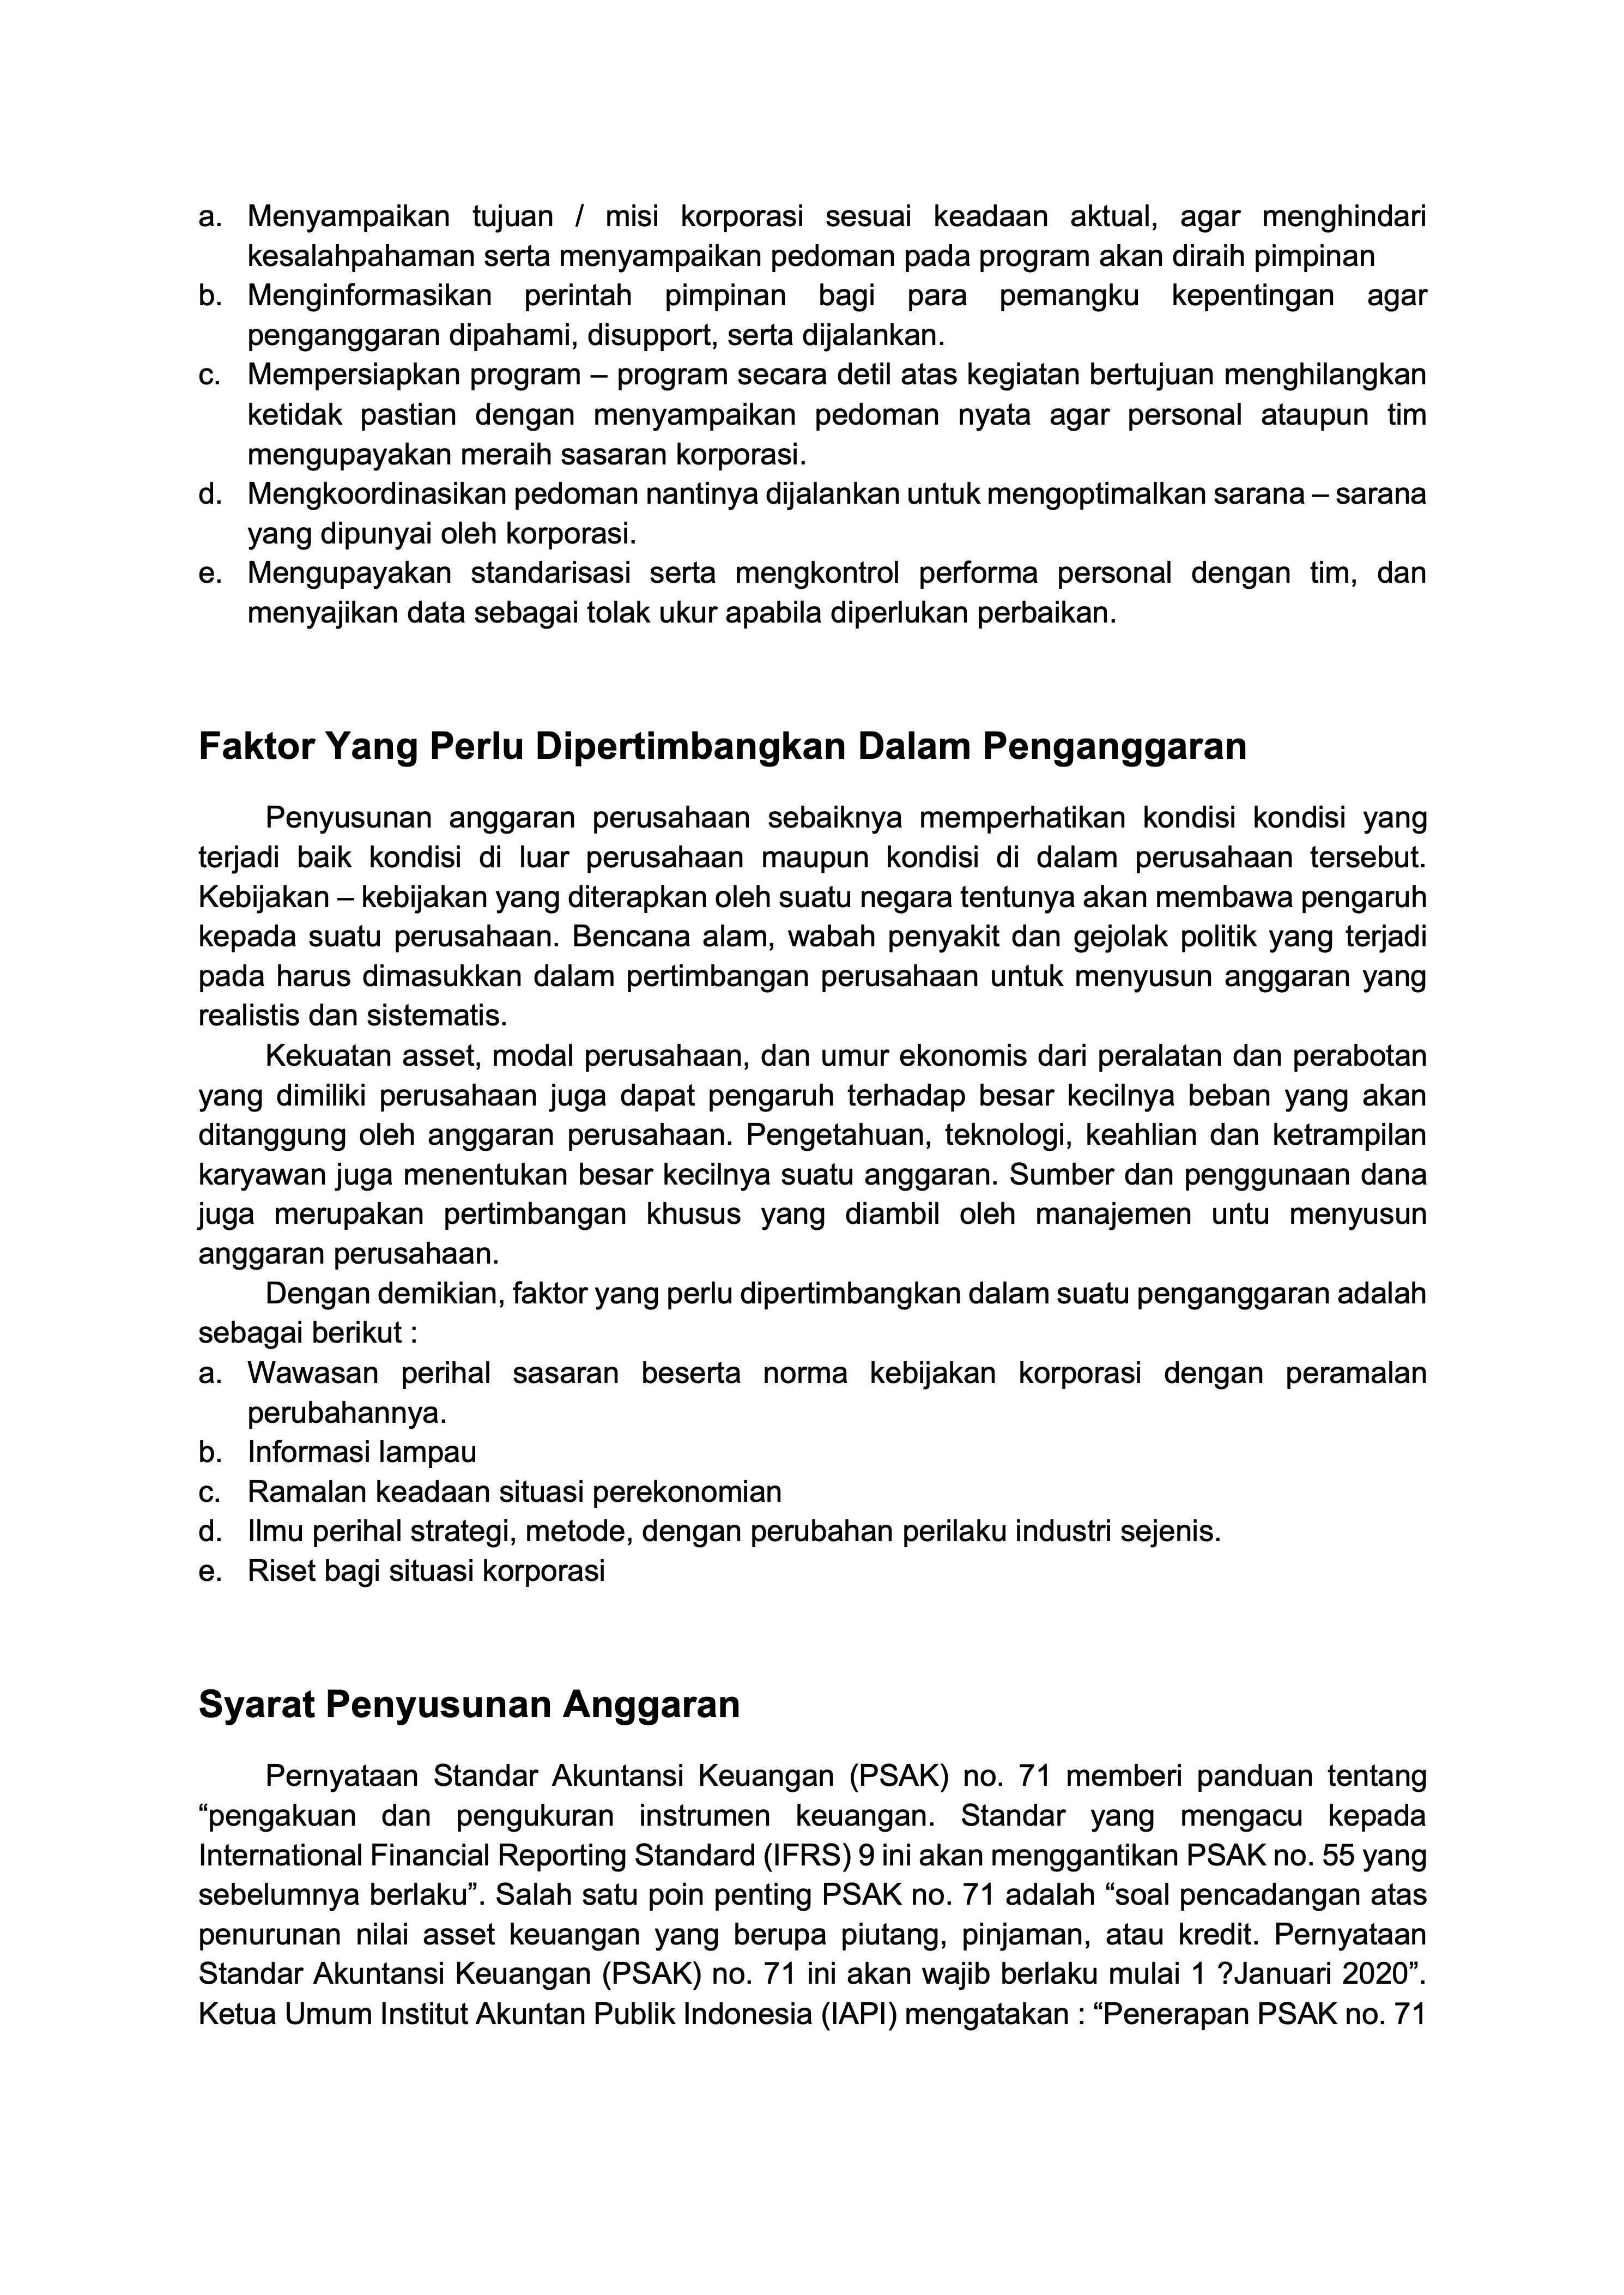 a. Menyampaikan tujuan / misi korporasi sesuai keadaan aktual, agar menghindari
kesalahpahaman serta menyampaikan pedoman pada program akan diraih pimpinan
b. Menginformasikan perintah pimpinan bagi para pemangku kepentingan agar
penganggaran dipahami, disupport, serta dijalankan.
c. Mempersiapkan program – program secara detil atas kegiatan bertujuan menghilangkan
ketidak pastian dengan menyampaikan pedoman nyata agar personal ataupun tim
mengupayakan meraih sasaran korporasi.
d. Mengkoordinasikan pedoman nantinya dijalankan untuk mengoptimalkan sarana – sarana
yang dipunyai oleh korporasi.
e. Mengupayakan standarisasi serta mengkontrol performa personal dengan tim, dan
menyajikan data sebagai tolak ukur apabila diperlukan perbaikan.
Faktor Yang Perlu Dipertimbangkan Dalam Penganggaran
Penyusunan anggaran perusahaan sebaiknya memperhatikan kondisi kondisi yang
terjadi baik kondisi di luar perusahaan maupun kondisi di dalam perusahaan tersebut.
Kebijakan – kebijakan yang diterapkan oleh suatu negara tentunya akan membawa pengaruh
kepada suatu perusahaan. Bencana alam, wabah penyakit dan gejolak politik yang terjadi
pada harus dimasukkan dalam pertimbangan perusahaan untuk menyusun anggaran yang
realistis dan sistematis.
Kekuatan asset, modal perusahaan, dan umur ekonomis dari peralatan dan perabotan
yang dimiliki perusahaan juga dapat pengaruh terhadap besar kecilnya beban yang akan
ditanggung oleh anggaran perusahaan. Pengetahuan, teknologi, keahlian dan ketrampilan
karyawan juga menentukan besar kecilnya suatu anggaran. Sumber dan penggunaan dana
juga merupakan pertimbangan khusus yang diambil oleh manajemen untu menyusun
anggaran perusahaan.
Dengan demikian, faktor yang perlu dipertimbangkan dalam suatu penganggaran adalah
sebagai berikut :
a. Wawasan perihal sasaran beserta norma kebijakan korporasi dengan peramalan
perubahannya.
b. Informasi lampau
c. Ramalan keadaan situasi perekonomian
d. Ilmu perihal strategi, metode, dengan perubahan perilaku industri sejenis.
e. Riset bagi situasi korporasi
Syarat Penyusunan Anggaran
Pernyataan Standar Akuntansi Keuangan (PSAK) no. 71 memberi panduan tentang
“pengakuan dan pengukuran instrumen keuangan. Standar yang mengacu kepada
International Financial Reporting Standard (IFRS) 9 ini akan menggantikan PSAK no. 55 yang
sebelumnya berlaku”. Salah satu poin penting PSAK no. 71 adalah “soal pencadangan atas
penurunan nilai asset keuangan yang berupa piutang, pinjaman, atau kredit. Pernyataan
Standar Akuntansi Keuangan (PSAK) no. 71 ini akan wajib berlaku mulai 1 ?Januari 2020”.
Ketua Umum Institut Akuntan Publik Indonesia (IAPI) mengatakan : “Penerapan PSAK no. 71